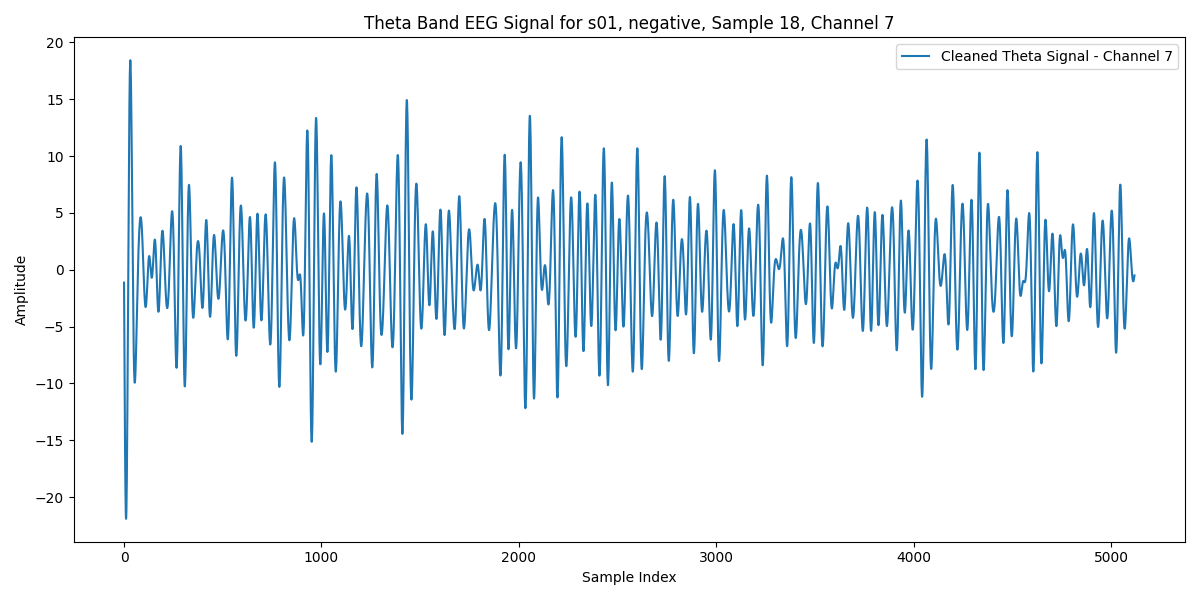 Theta Band EEG Signal for s01, negative, Sample 18, Channel 7
Cleaned Theta Signal - Channel 7
20
15
10
5
0
−5
−10
−15
−20
Amplitude
0 1000 2000 3000 4000 5000
Sample Index